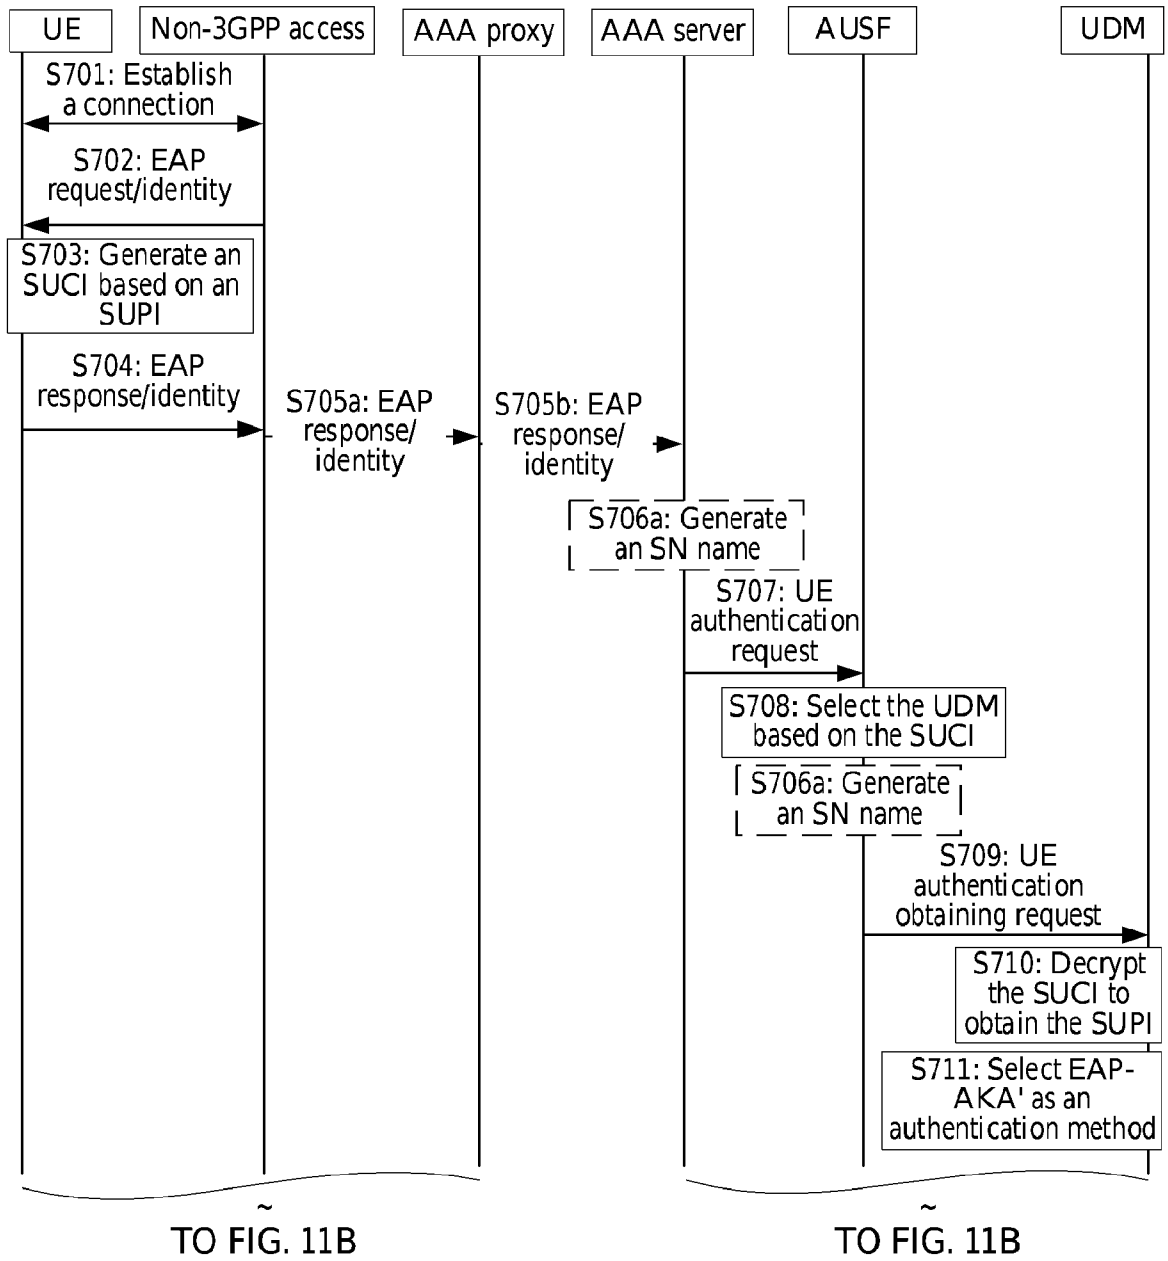 UE
Non-3GPP access
AAA proxy
AAA server
AUSF
UDM
S701: Establish
a connection
S702: EAP
request/identity
S703: Generate an
SUCI based on an
SUPI
S704: EAP
response/identity
S705a: EAP
response/
identity
S705b: EAP
response/
identity
S706a: Generate
an SN name
S707: UE
authentication
request
S708: Select the UDM
based on the SUCI
S706a: Generate
an SN name
S709: UE
authentication
obtaining request
S710: Decrypt
the SUCI to
obtain the SUPI
S711: Select EAP-
AKA' as an
authentication method
~
TO FIG. 11B
~
TO FIG. 11B